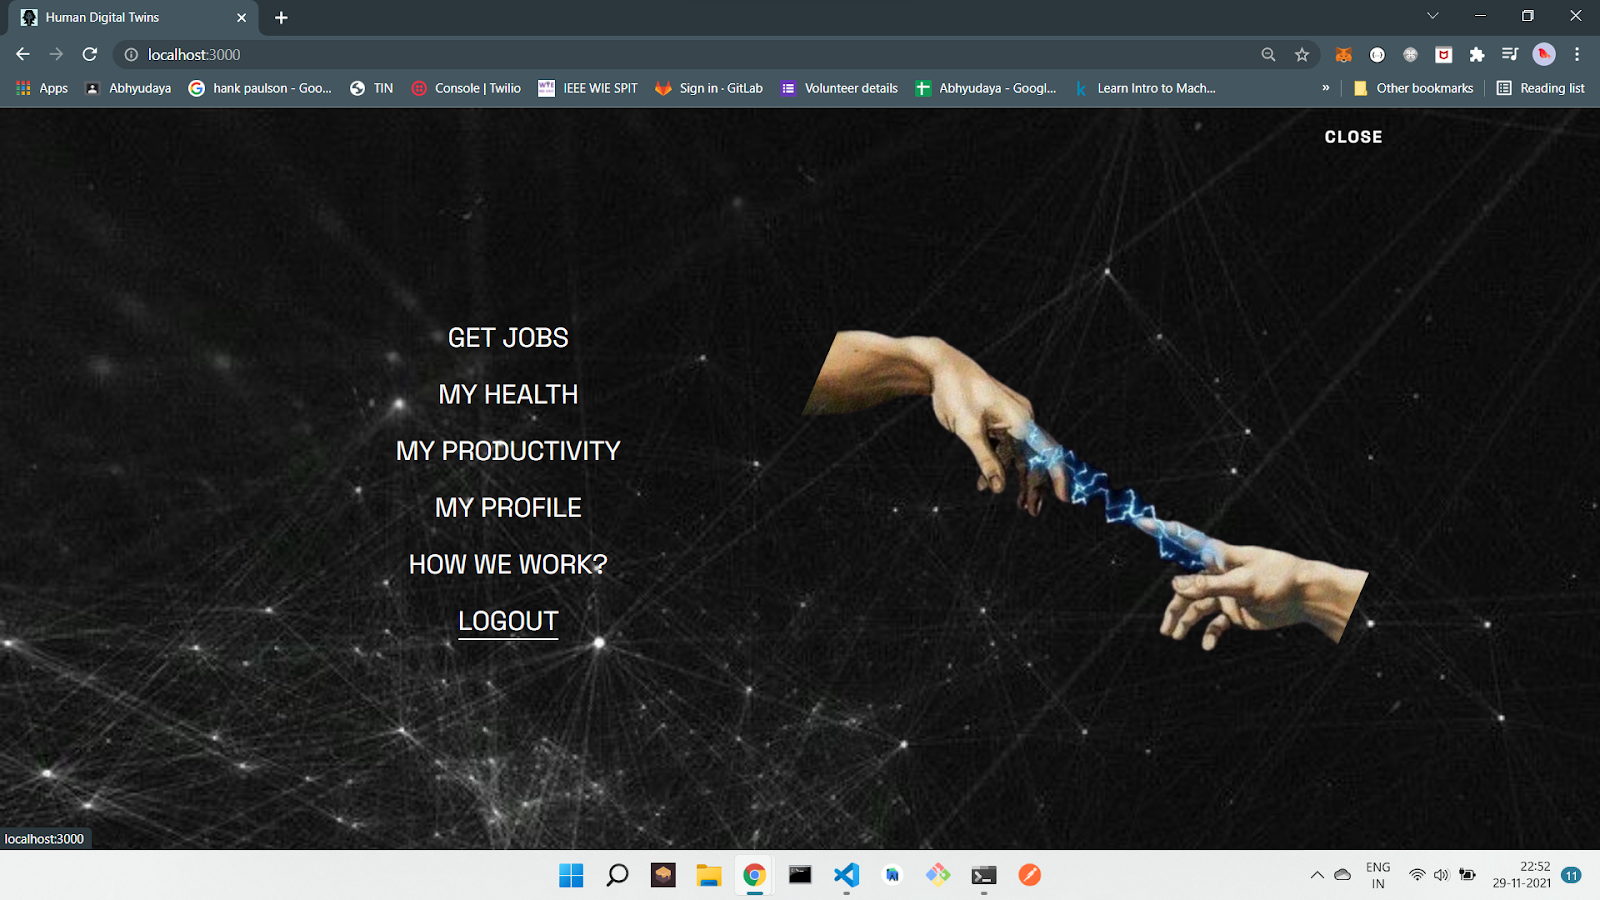 Human Digital Twins
localhost:3000
Apps
Abhyudaya
hank paulson - Goo...
TIN
Console | Twilio
IEEE WIE SPIT
Sign in · GitLab
Volunteer details
Abhyudaya - Googl...
Learn Intro to Mach...
»
Other bookmarks
Reading list
CLOSE
GET JOBS
MY HEALTH
MY PRODUCTIVITY
MY PROFILE
HOW WE WORK?
LOGOUT
localhost:3000
ENG
IN
22:52
29-11-2021
11